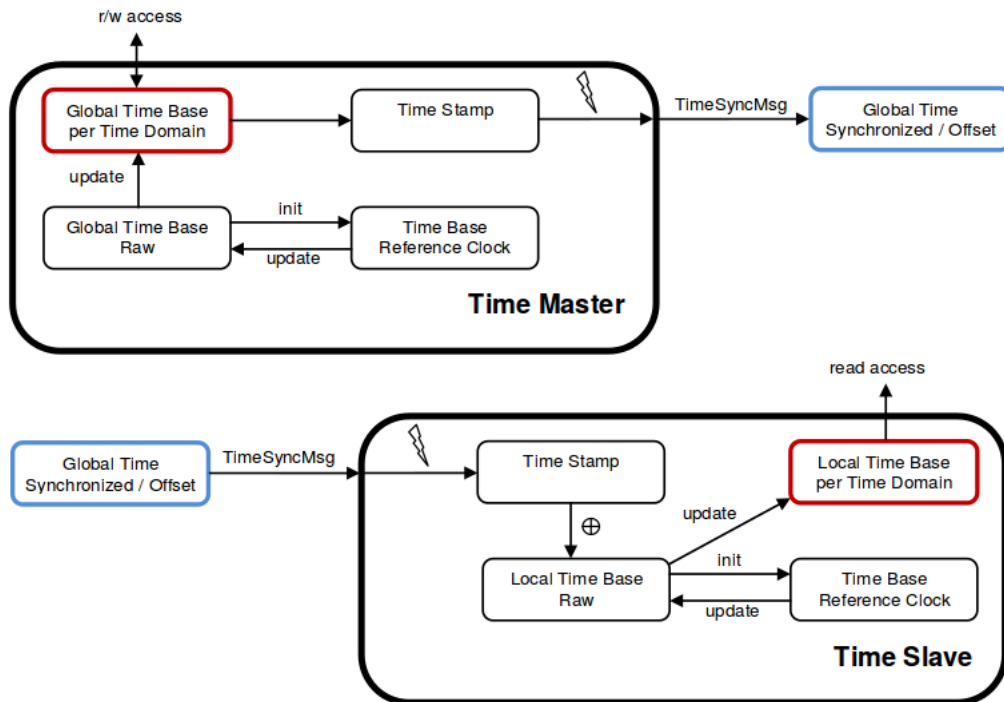 r/w access
Global Time Base
per Time Domain
Time Stamp
TimeSyncMsg
Global Time
Synchronized / Offset
update
Global Time Base
Raw
init
update
Time Base
Reference Clock
Time Master
read access
Global Time
Synchronized / Offset
TimeSyncMsg
Time Stamp
Local Time Base
per Time Domain
update
Local Time Base
Raw
init
update
Time Base
Reference Clock
Time Slave